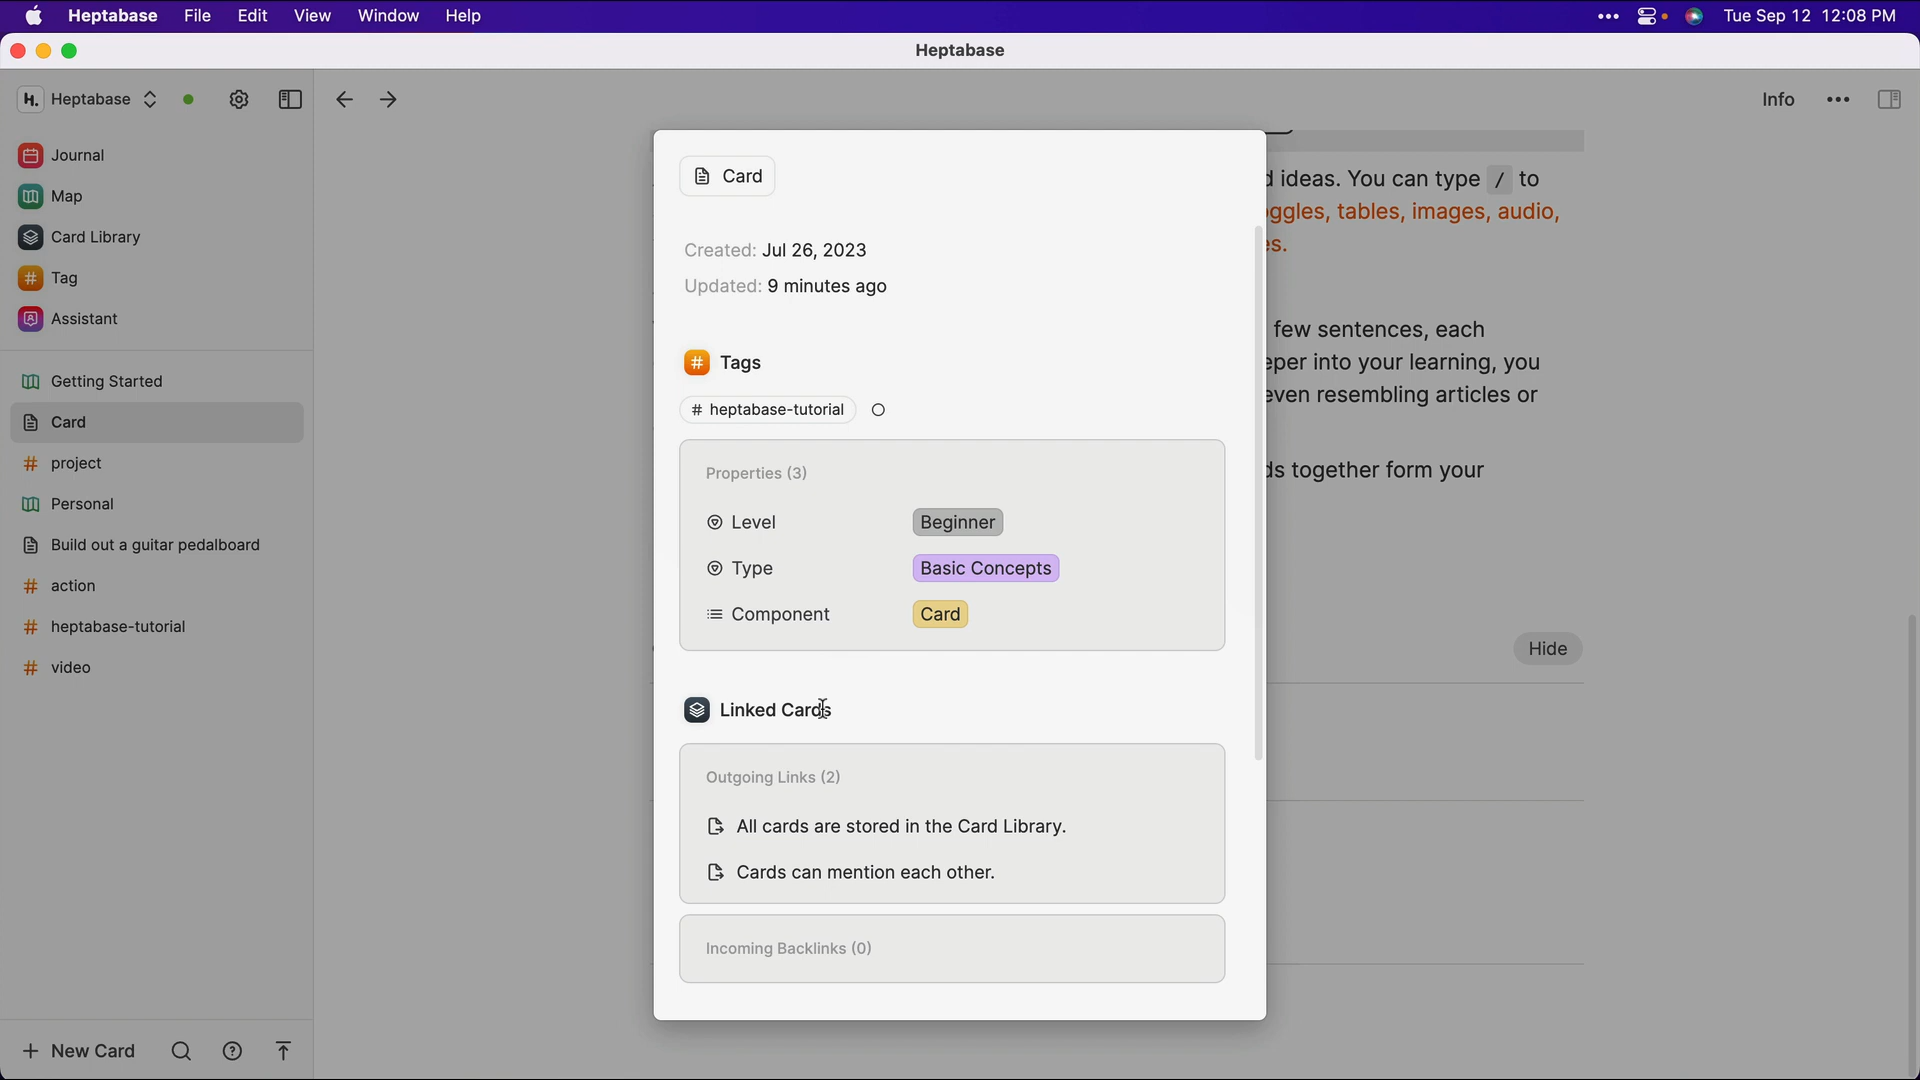 Heptabase File Edit View Window Help Tue Sep 12 12:08 PM
Heptabase
H. Heptabase
Info
Journal
Map
Card Library
Tag
Assistant
Getting Started
Card
project
Personal
Build out a guitar pedalboard
action
heptabase-tutorial
video
New Card
Card
Created: Jul 26, 2023
Updated: 9 minutes ago
# Tags
# heptabase-tutorial
Properties (3)
Level Beginner
Type Basic Concepts
Component Card
Linked Cards
Outgoing Links (2)
All cards are stored in the Card Library.
Cards can mention each other.
Incoming Backlinks (0)
ideas. You can type / to
tables, images, audio,
few sentences, each
into your learning, you
even resembling articles or
together form your
Hide